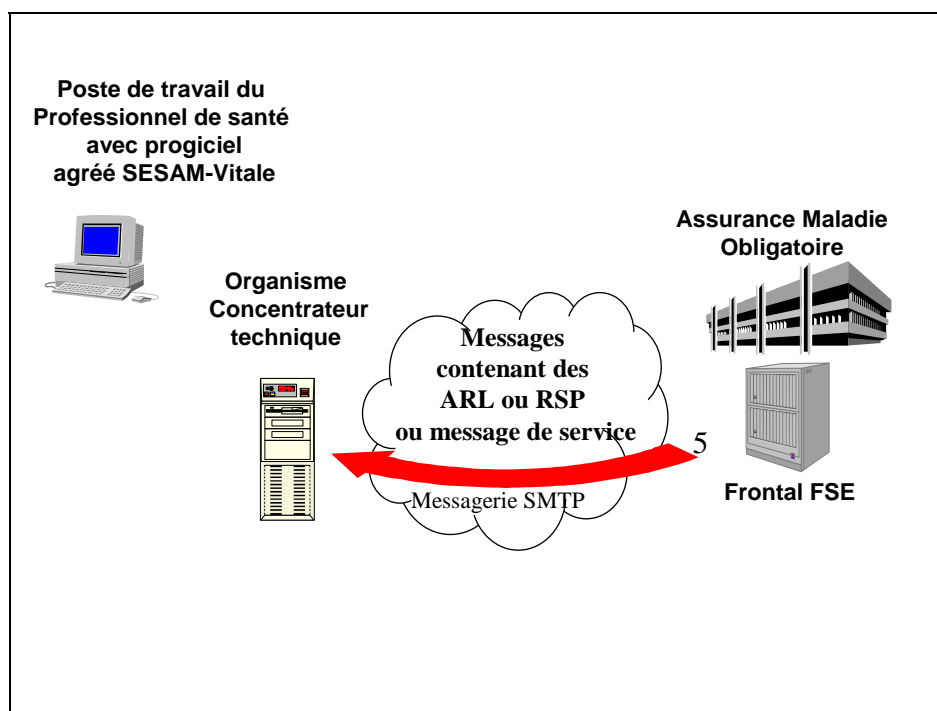 Poste de travail du
Professionnel de santé
avec progiciel
agréé SESAM-Vitale
Assurance Maladie
Obligatoire
Organisme
Concentrateur
technique
Messages
contenant des
ARL ou RSP
ou message de service
5
Messagerie SMTP
Frontal FSE